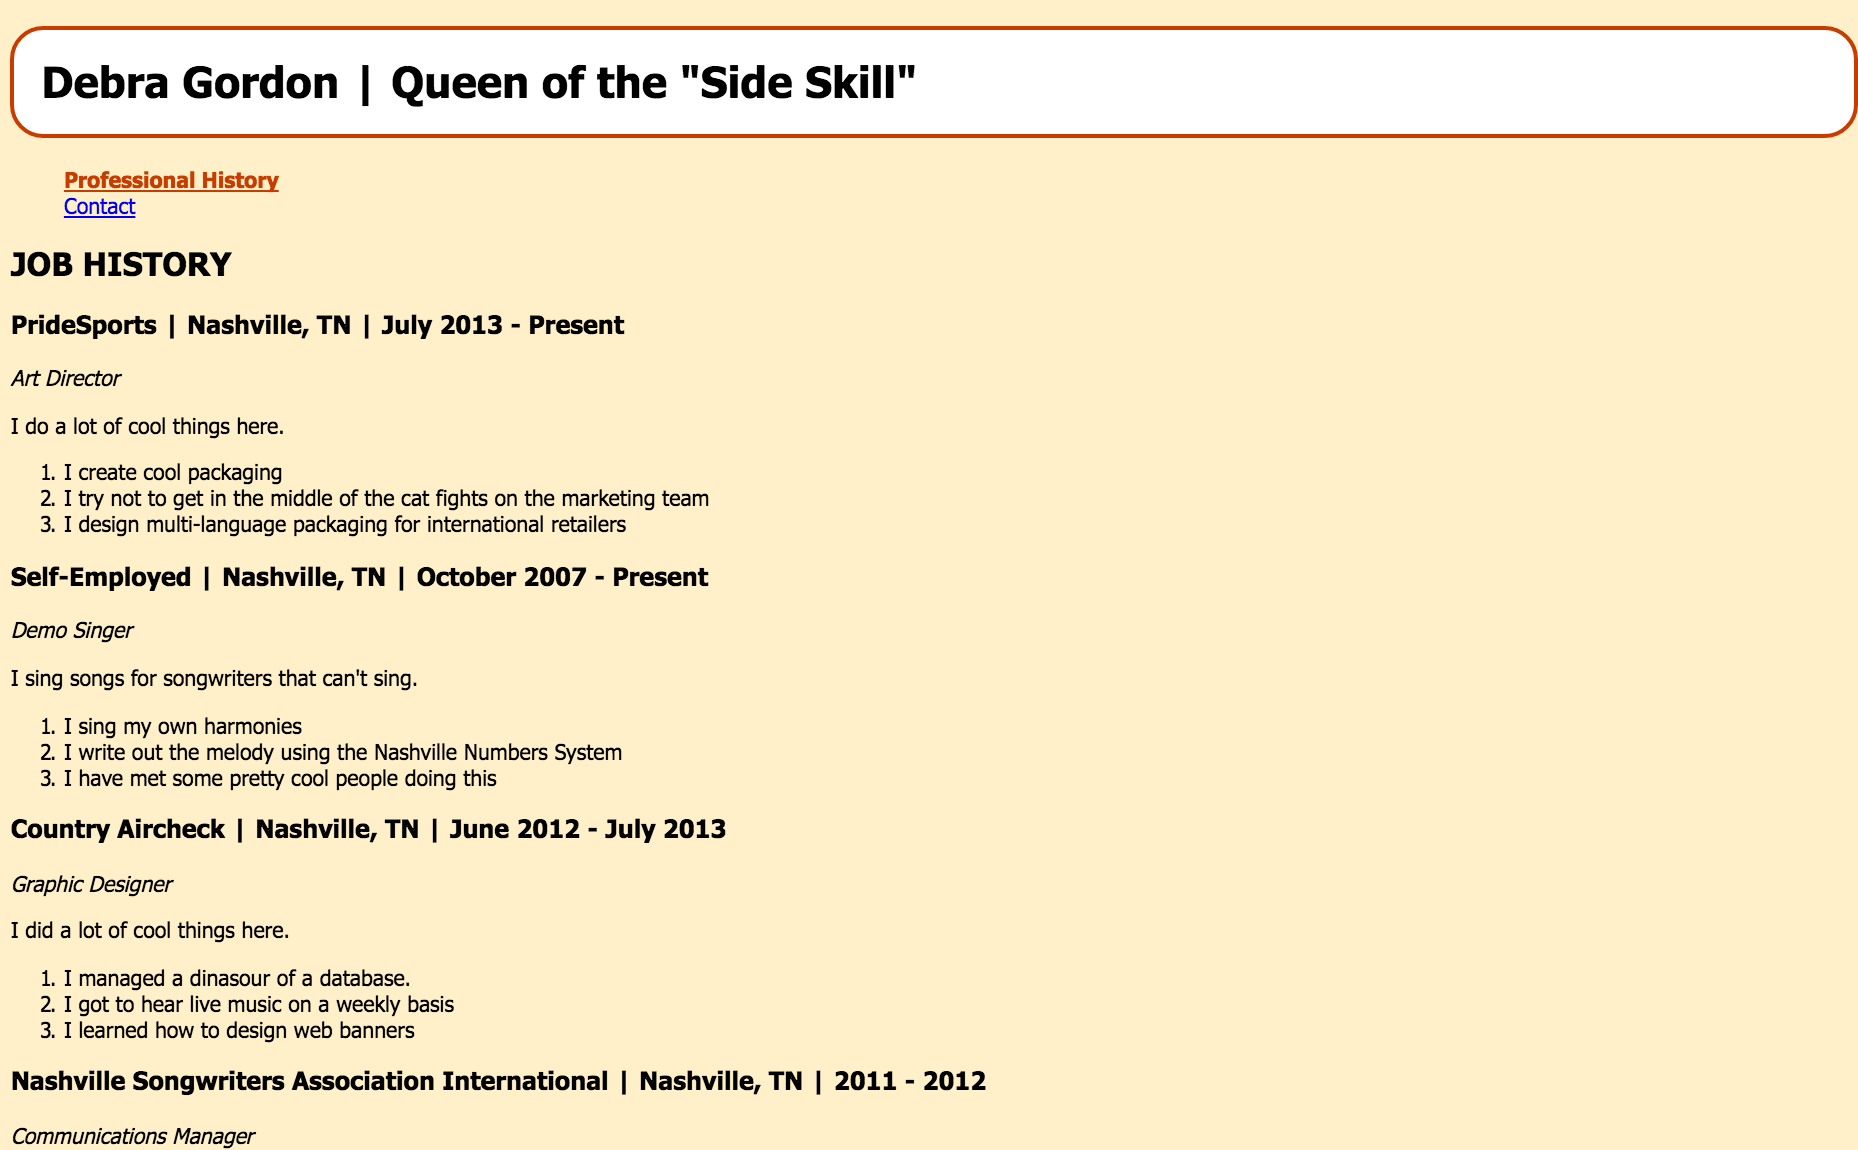 Debra Gordon | Queen of the "Side Skill"
Professional History
Contact
JOB HISTORY
PrideSports | Nashville, TN | July 2013 - Present
Art Director
I do a lot of cool things here.
1. I create cool packaging
2. I try not to get in the middle of the cat fights on the marketing team
3. I design multi-language packaging for international retailers
Self-Employed | Nashville, TN | October 2007 - Present
Demo Singer
I sing songs for songwriters that can't sing.
1. I sing my own harmonies
2. I write out the melody using the Nashville Numbers System
3. I have met some pretty cool people doing this
Country Aircheck | Nashville, TN | June 2012 - July 2013
Graphic Designer
I did a lot of cool things here.
1. I managed a dinasour of a database.
2. I got to hear live music on a weekly basis
3. I learned how to design web banners
Nashville Songwriters Association International | Nashville, TN | 2011 - 2012
Communications Manager